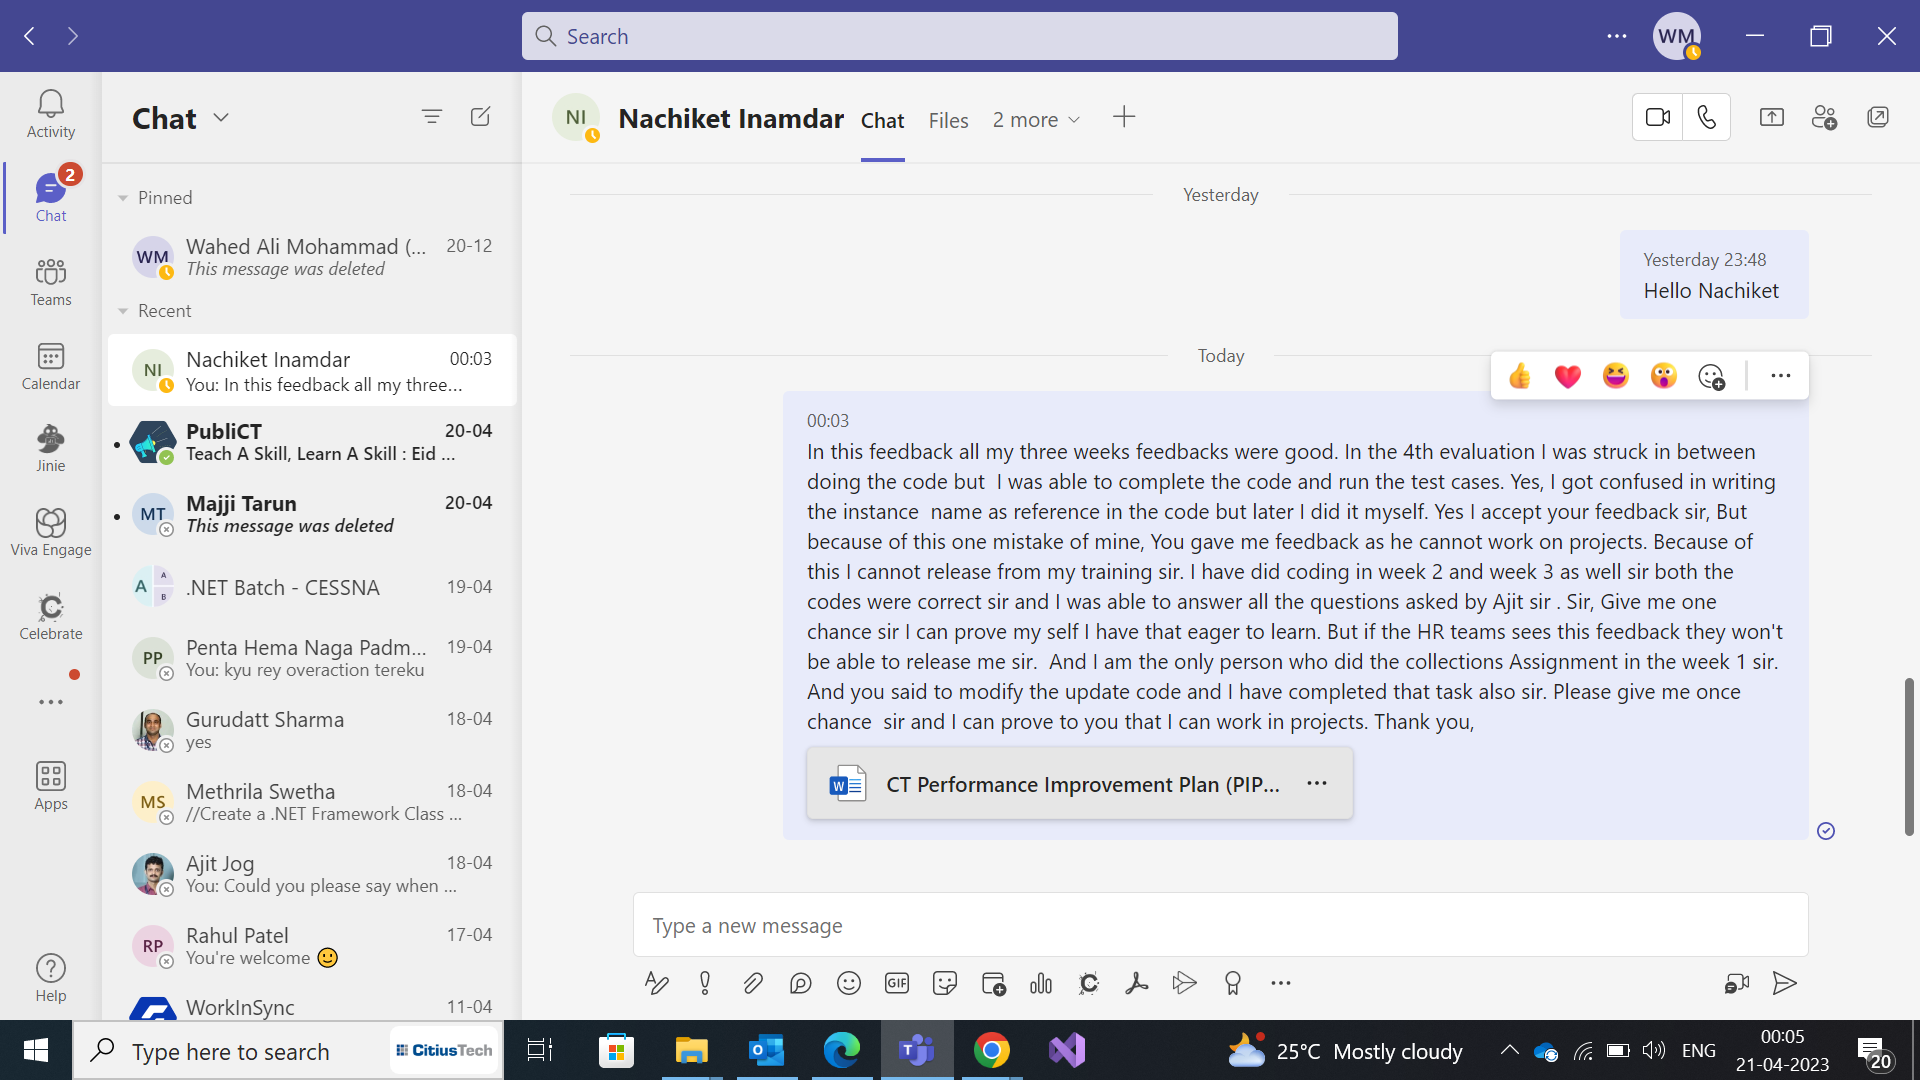 Search
WM
Activity
2
Chat
Teams
Calendar
Jinie
Viva Engage
Celebrate
Apps
Help
Chat
Pinned
WM
Wahed Ali Mohammad (... 20-12
This message was deleted
Recent
NI
Nachiket Inamdar 00:03
You: In this feedback all my three...
PubliCT 20-04
Teach A Skill, Learn A Skill : Eid ...
MT
Majji Tarun 20-04
This message was deleted
A A B
.NET Batch - CESSNA 19-04
PP
Penta Hema Naga Padm... 19-04
You: kyu rey overaction tereku
Gurudatt Sharma 18-04
yes
MS
Methrila Swetha 18-04
//Create a .NET Framework Class ...
Ajit Jog 18-04
You: Could you please say when ...
RP
Rahul Patel 17-04
You're welcome 🙂
WorkInSync 11-04
NI
Nachiket Inamdar Chat Files 2 more
Yesterday
Yesterday 23:48
Hello Nachiket
Today
00:03
In this feedback all my three weeks feedbacks were good. In the 4th evaluation I was struck in between
doing the code but  I was able to complete the code and run the test cases. Yes, I got confused in writing
the instance  name as reference in the code but later I did it myself. Yes I accept your feedback sir, But
because of this one mistake of mine, You gave me feedback as he cannot work on projects. Because of
this I cannot release from my training sir. I have did coding in week 2 and week 3 as well sir both the
codes were correct sir and I was able to answer all the questions asked by Ajit sir . Sir, Give me one
chance sir I can prove my self I have that eager to learn. But if the HR teams sees this feedback they won't
be able to release me sir.  And I am the only person who did the collections Assignment in the week 1 sir.
And you said to modify the update code and I have completed that task also sir. Please give me once
chance  sir and I can prove to you that I can work in projects. Thank you,
W
CT Performance Improvement Plan (PIP...
Type a new message
GIF
Type here to search
CitiusTech
25°C Mostly cloudy
ENG
00:05
21-04-2023
20